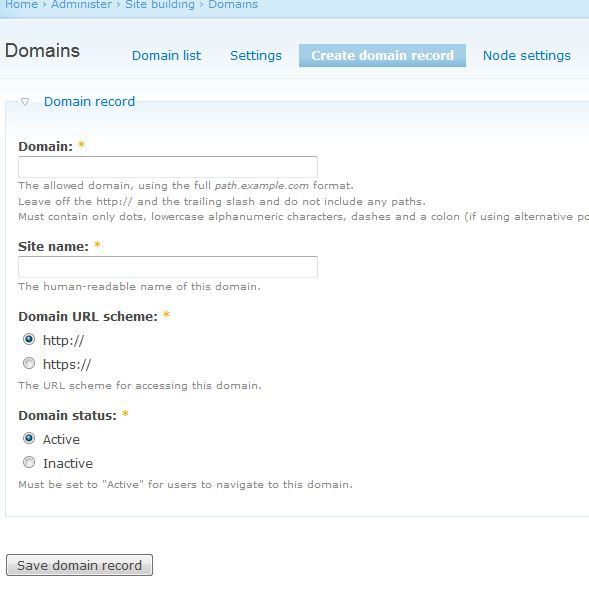 Home › Administer › Site building › Domains
Domains
Domain list Settings Create domain record Node settings
Domain record
Domain: *
The allowed domain, using the full path.example.com format.
Leave off the http:// and the trailing slash and do not include any paths.
Must contain only dots, lowercase alphanumeric characters, dashes and a colon (if using alternative po
Site name: *
The human-readable name of this domain.
Domain URL scheme: *
http://
https://
The URL scheme for accessing this domain.
Domain status: *
Active
Inactive
Must be set to "Active" for users to navigate to this domain.
Save domain record